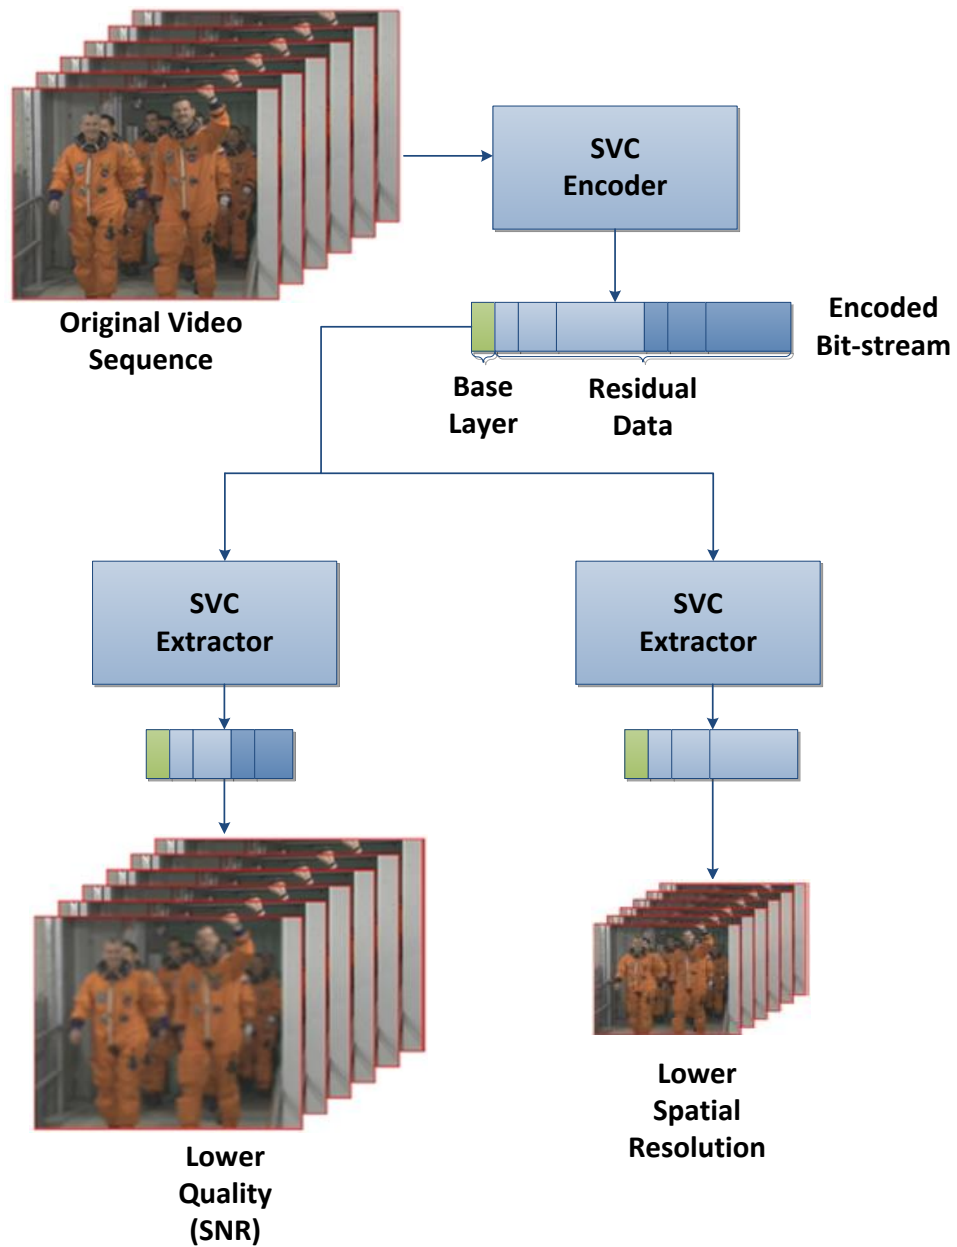 SVC
Encoder
Original Video
Sequence
Encoded
Bit-stream
Base
Layer
Residual
Data
SVC
Extractor
SVC
Extractor
Lower
Quality
(SNR)
Lower
Spatial
Resolution